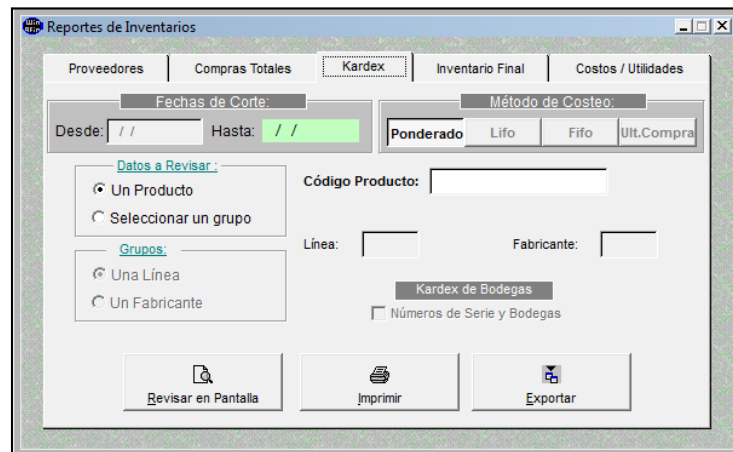 Reportes de Inventarios
Proveedores Compras Totales Kardex Inventario Final Costos / Utilidades
Fechas de Corte: Método de Costeo:
Desde: / / Hasta: / / Ponderado Lifo Fifo Ult.Compra
Datos a Revisar :
Un Producto Código Producto:
Seleccionar un grupo
Grupos: Línea: Fabricante:
Una Línea
Un Fabricante Kardex de Bodegas
Números de Serie y Bodegas
Revisar en Pantalla Imprimir Exportar